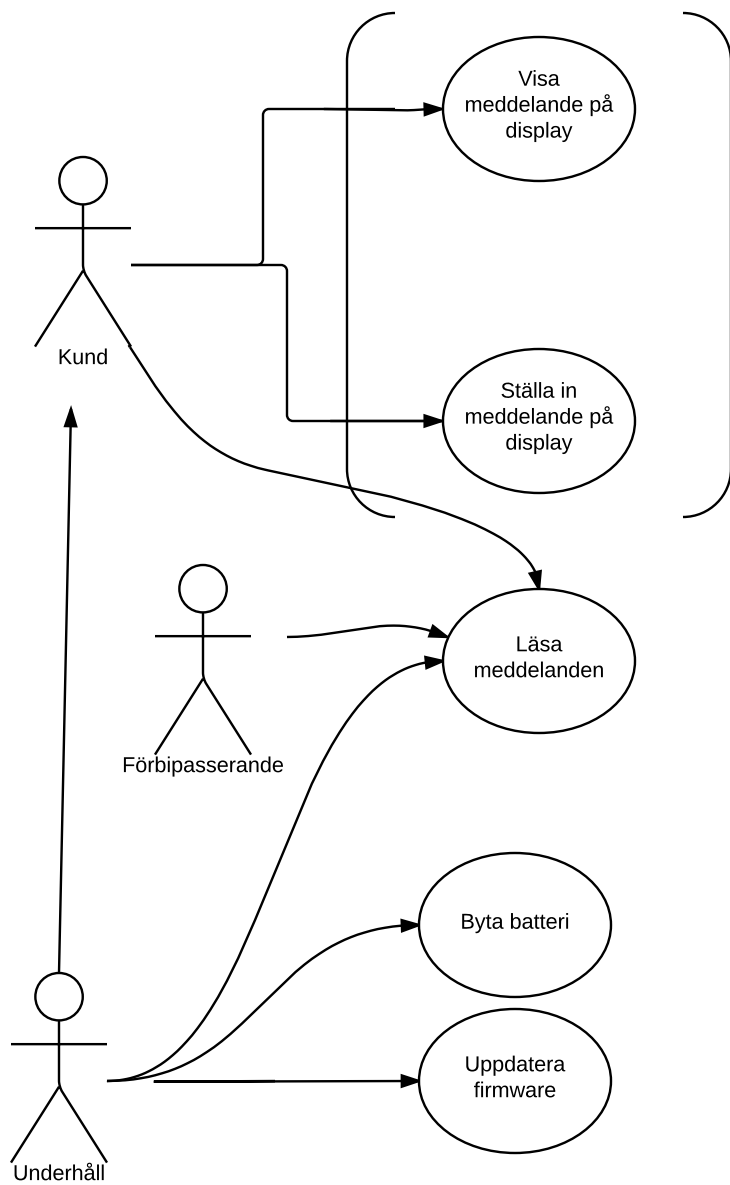 Visa
meddelande på
display
Kund
Ställa in
meddelande på
display
Läsa
meddelanden
Förbipasserande
Byta batteri
Uppdatera
firmware
Underhåll